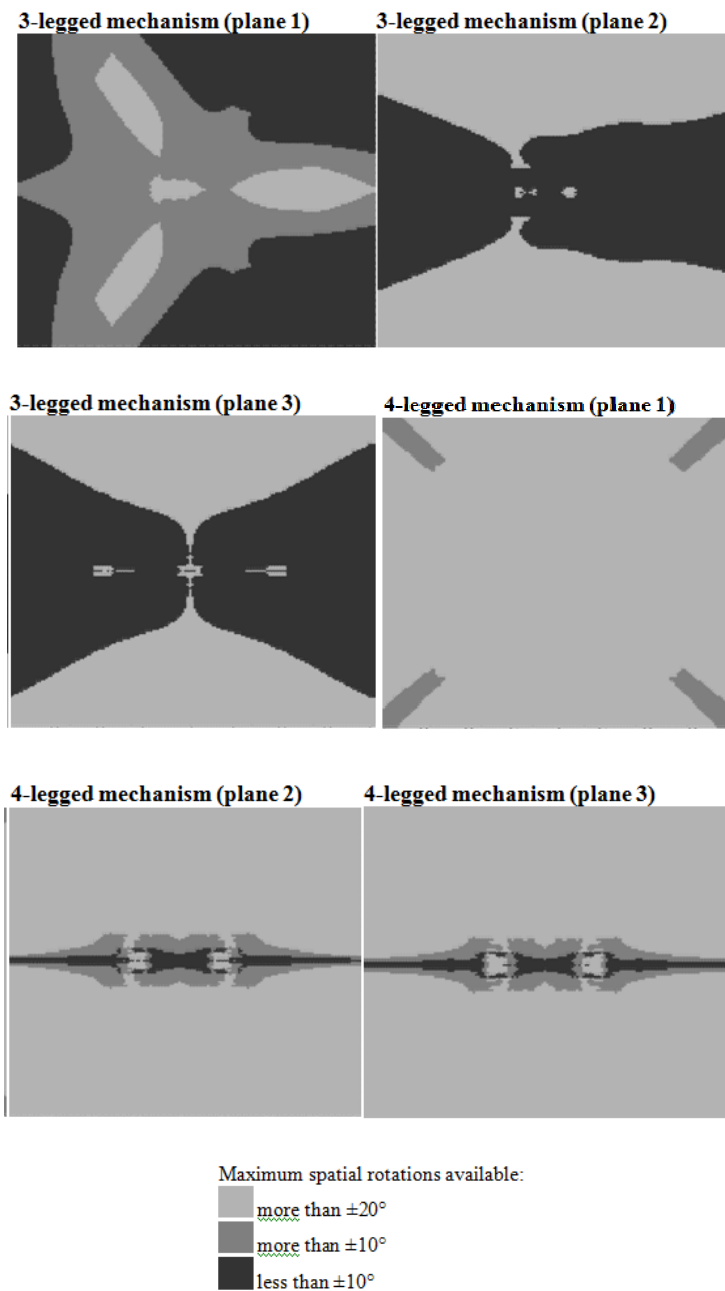 3-legged mechanism (plane 1)
3-legged mechanism (plane 2)
3-legged mechanism (plane 3)
4-legged mechanism (plane 1)
4-legged mechanism (plane 2)
4-legged mechanism (plane 3)
Maximum spatial rotations available:
more than ±20°
more than ±10°
less than ±10°